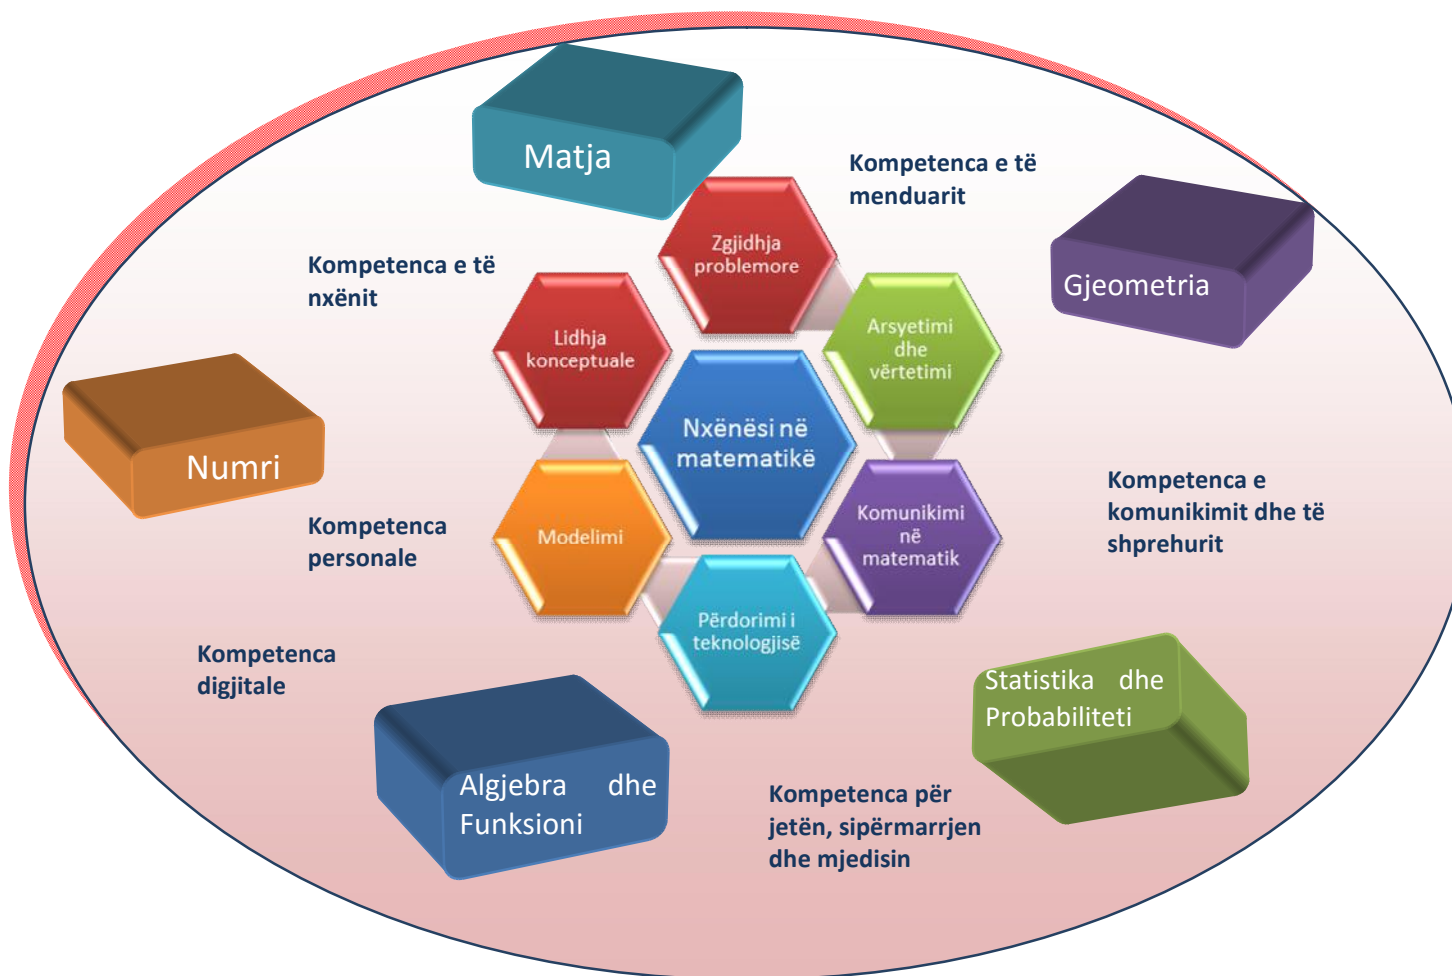 Matja
Kompetenca e të
menduarit
Zgjidhja
problemore
Kompetenca e të
nxënit
Gjeometria
Lidhja
konceptuale
Arsyetimi
dhe
vërtetimi
Nxënësi në
matematikë
Numri
Kompetenca
personale
Modelimi
Komunikimi
në
matematik
Kompetenca e
komunikimit dhe të
shprehurit
Përdorimi i
teknologjisë
Kompetenca
digjitale
Statistika dhe
Probabiliteti
Algjebra dhe
Funksioni
Kompetenca për
jetën, sipërmarrjen
dhe mjedisin